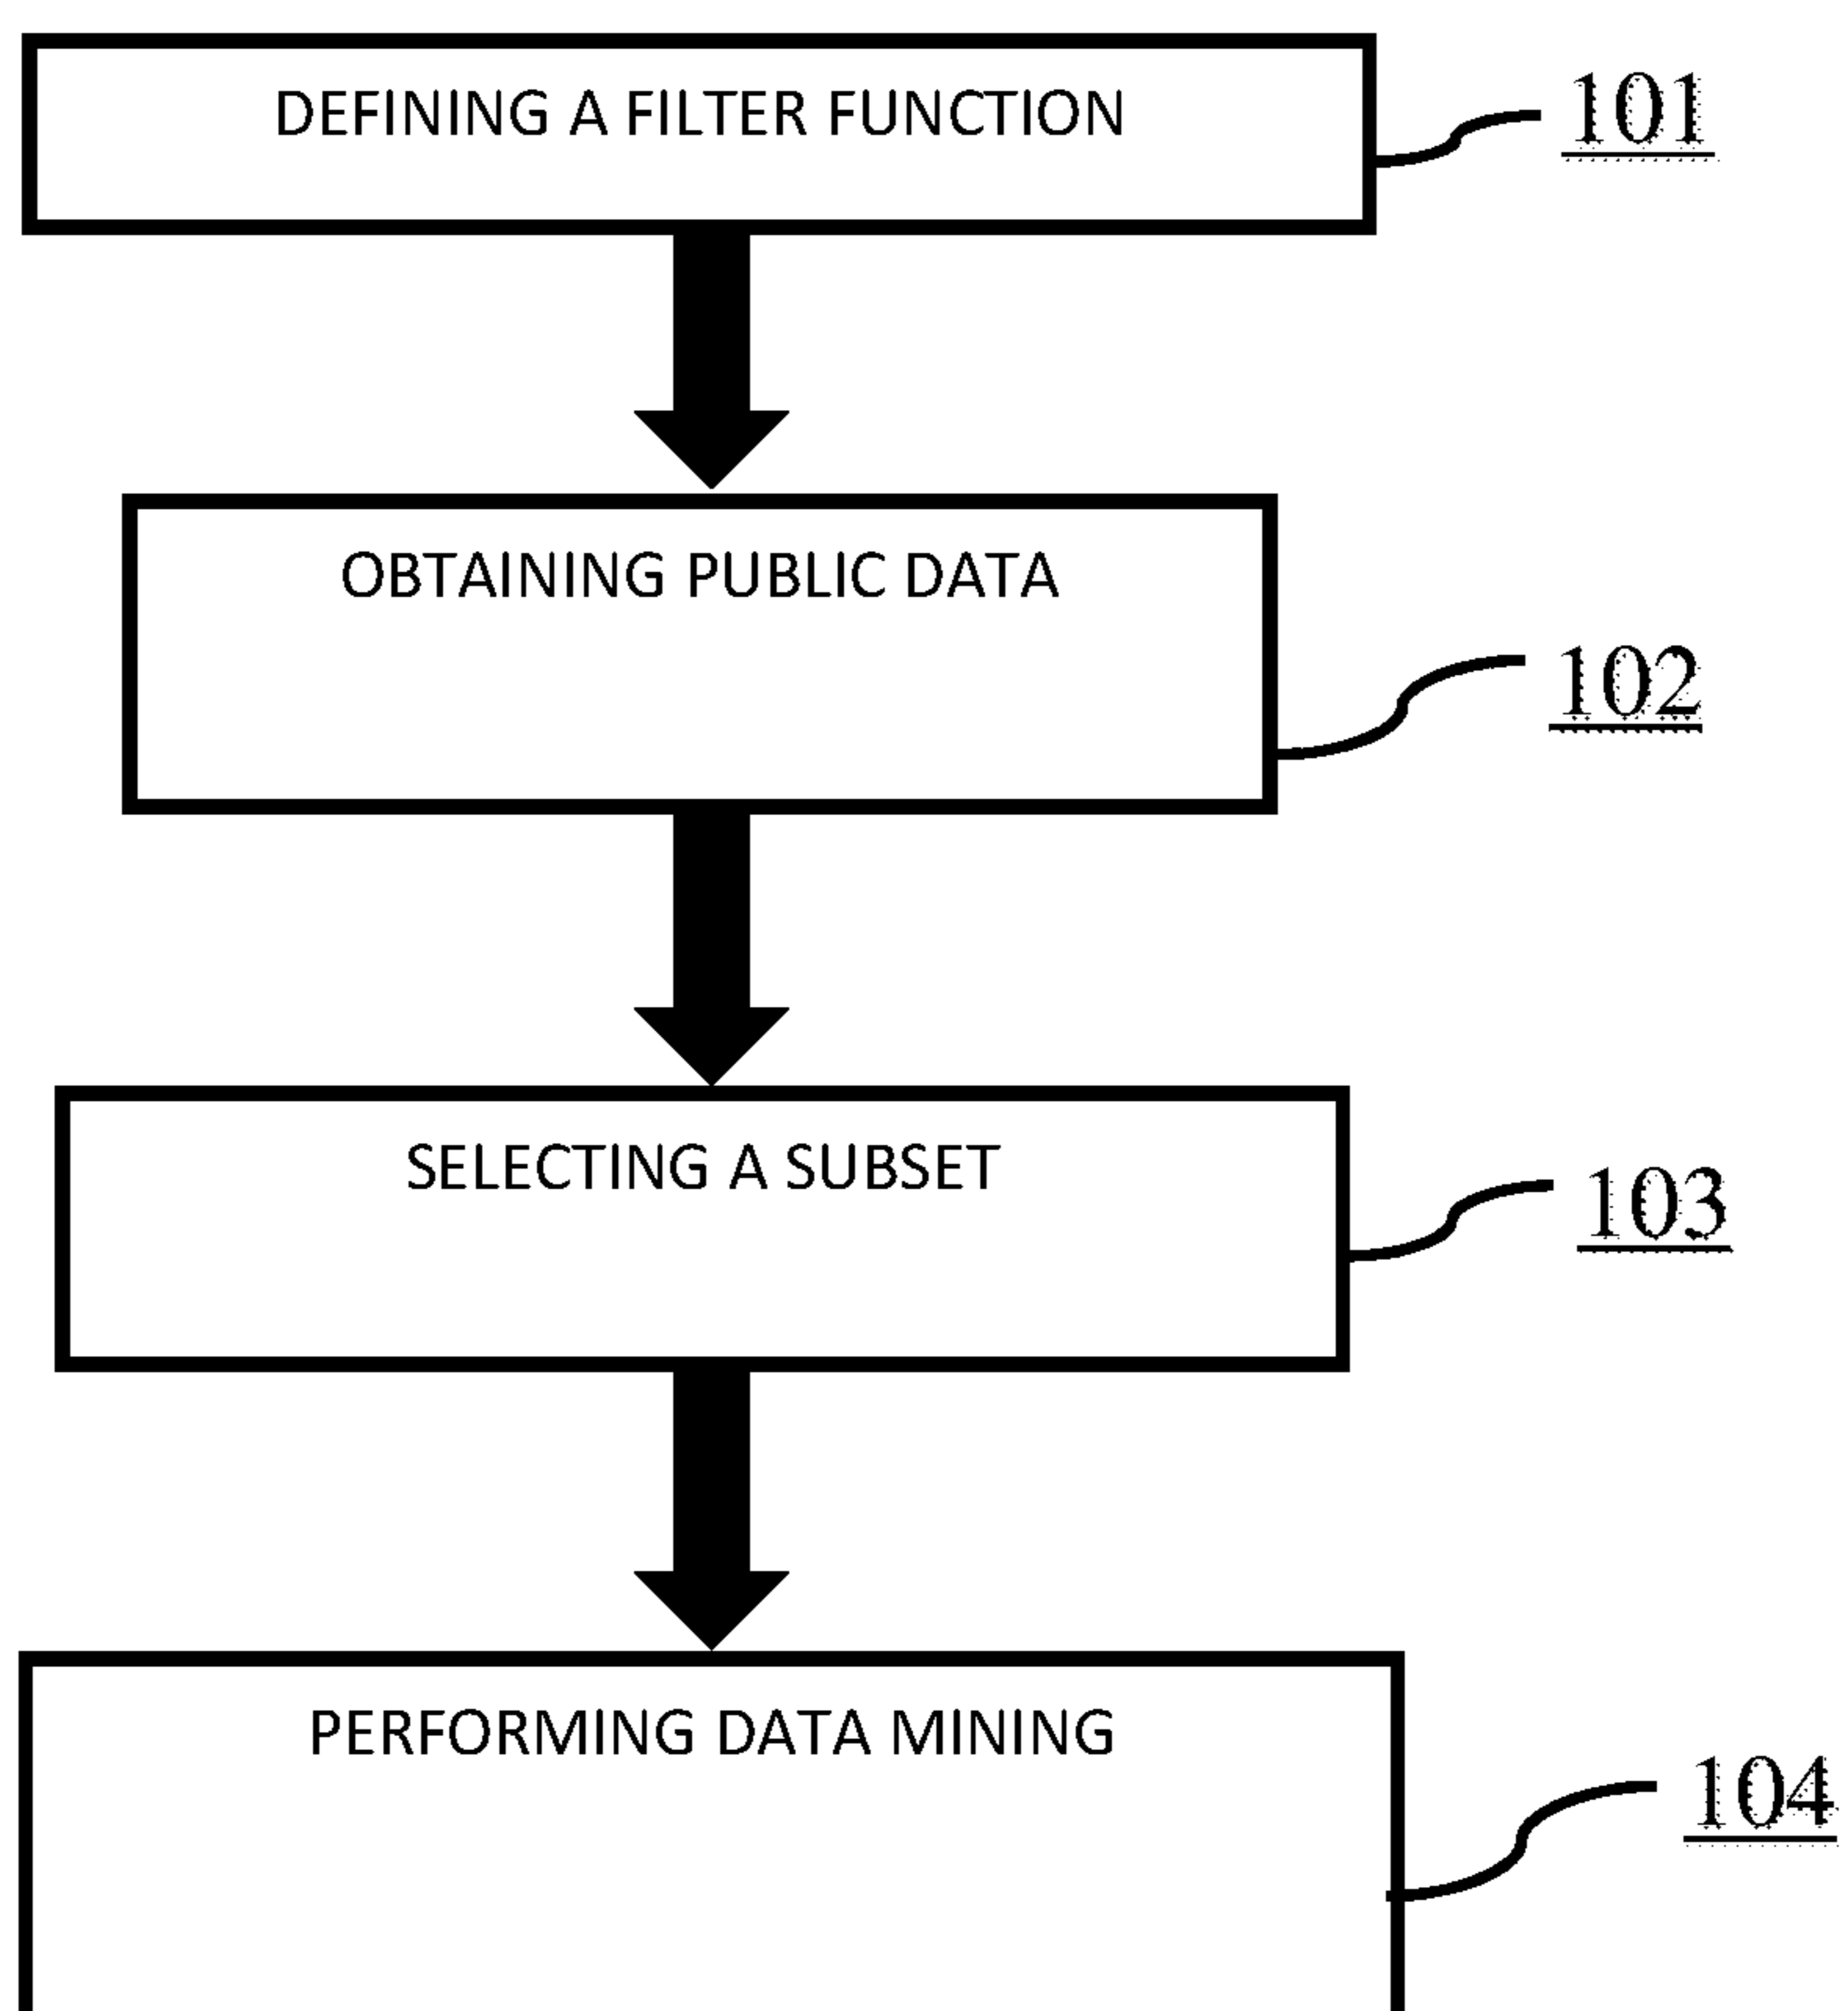 DEFINING A FILTER FUNCTION
101
OBTAINING PUBLIC DATA
102
SELECTING A SUBSET
103
PERFORMING DATA MINING
104